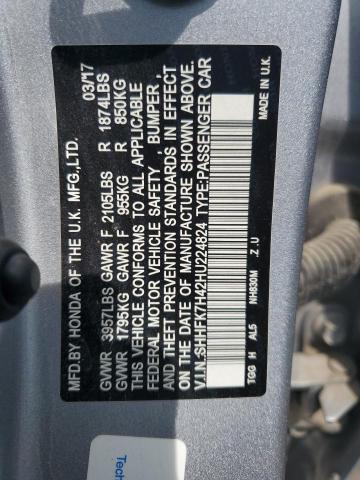 MFD.BY HONDA OF THE U.K. MFG.,LTD. 03/17
GVWR 3957LBS GAWR F 2105LBS R 1874LBS
GVWR 1795KG GAWR F 955KG R 850KG
THIS VEHICLE CONFORMS TO ALL APPLICABLE
FEDERAL MOTOR VEHICLE SAFETY , BUMPER ,
AND THEFT PREVENTION STANDARDS IN EFFECT
ON THE DATE OF MANUFACTURE SHOWN ABOVE.
V.I.N.:SHHFK7H42HU224824 TYPE:PASSENGER CAR
TGG H AL5 NH830M Z .U MADE IN U.K.
Tech